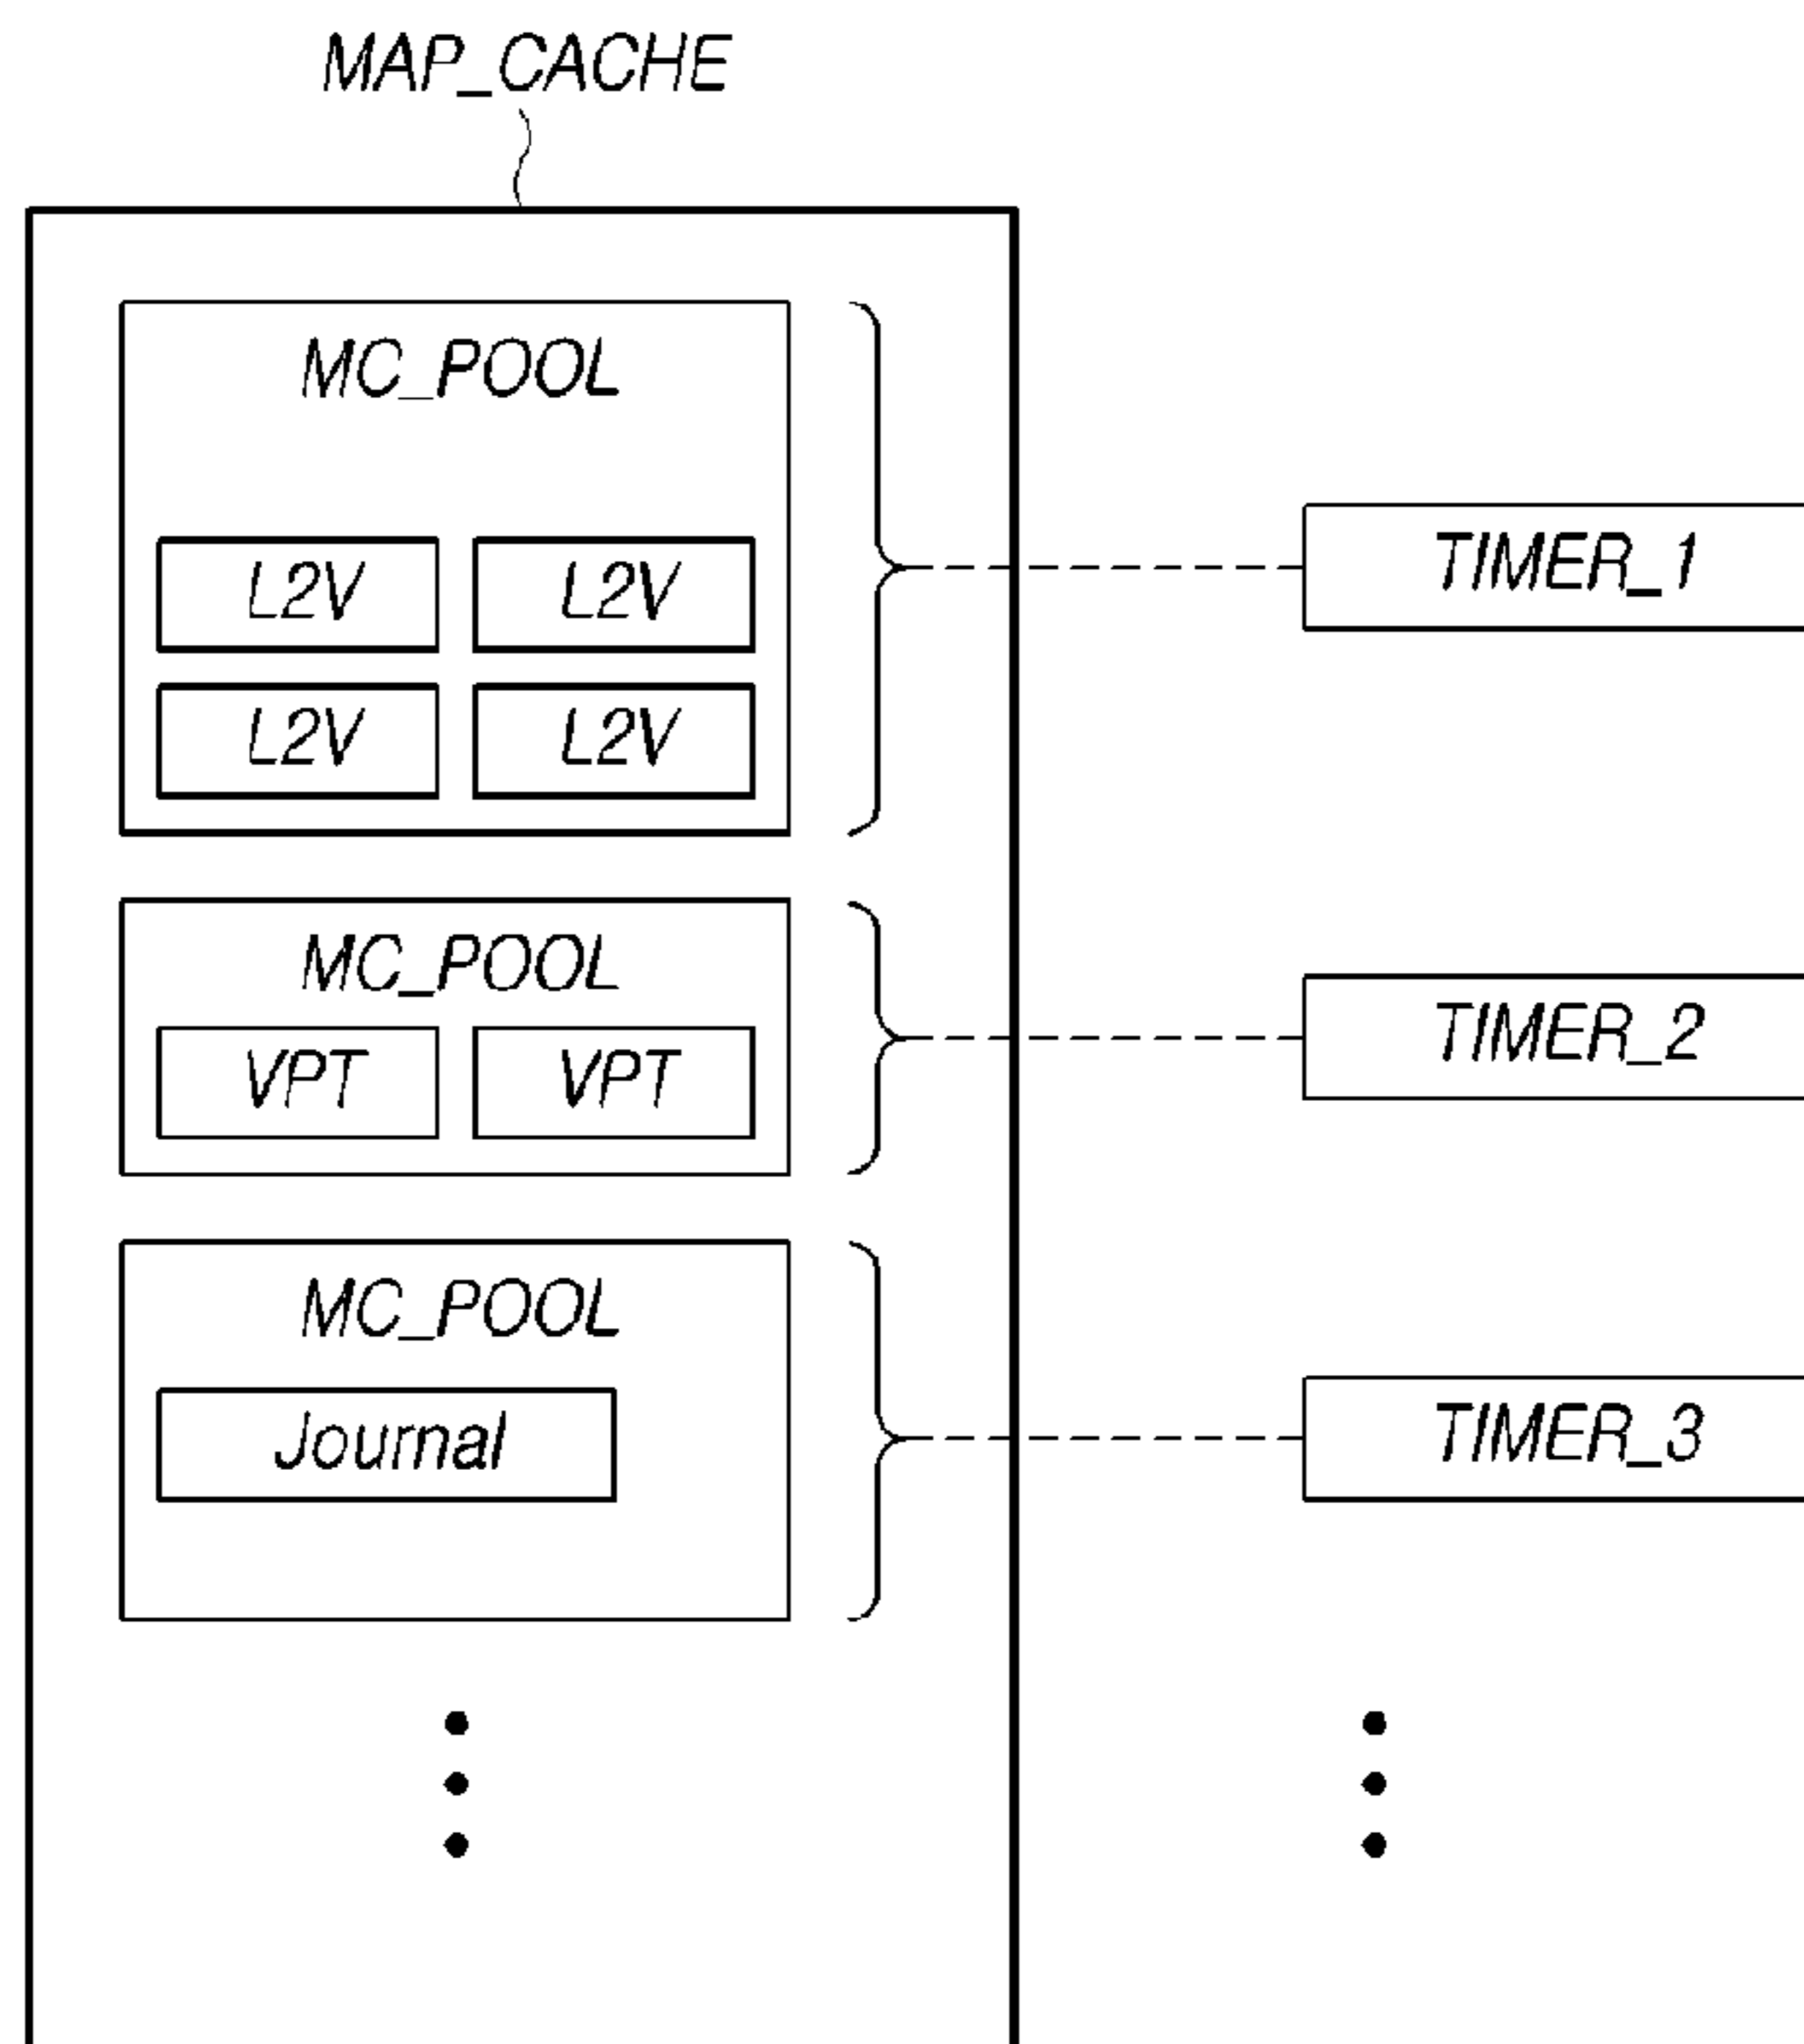 MAP_CACHE
MC_POOL
L2V L2V
TIMER_1
L2V L2V
MC_POOL
VPT VPT
TIMER_2
MC_POOL
Journal
TIMER_3